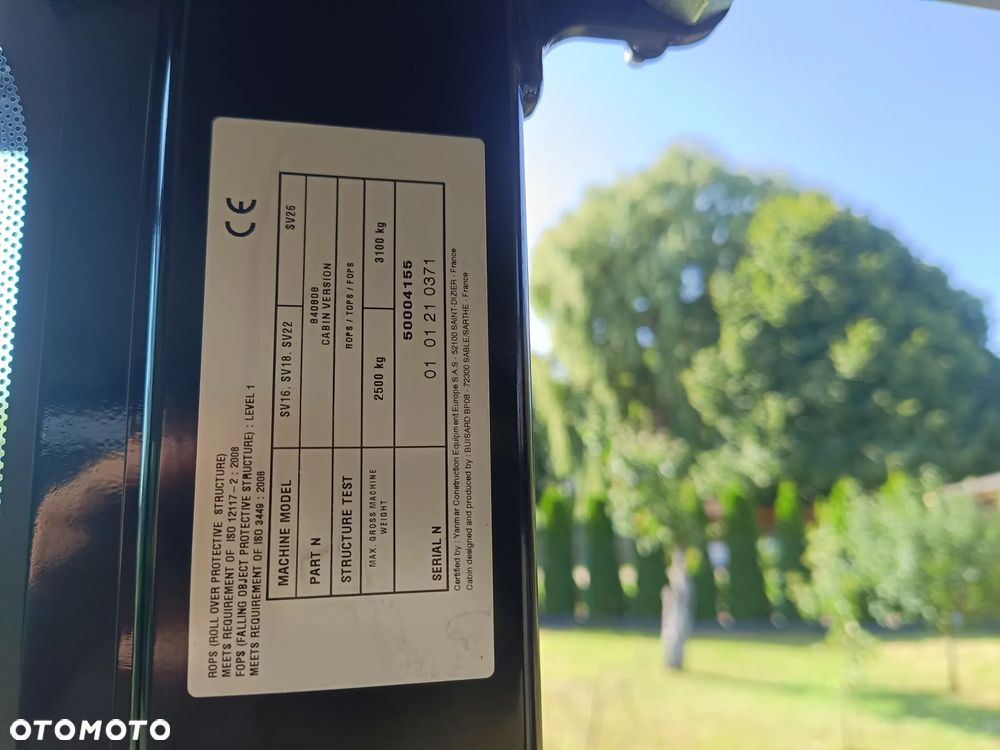 ROPS (ROLL OVER PROTECTIVE STRUCTURE)
MEETS REQUIREMENT OF ISO 12117-2 : 2008
FOPS (FALLING OBJECT PROTECTIVE STRUCTURE) : LEVEL 1
MEETS REQUIREMENT OF ISO 3449 : 2008
CE
MACHINE MODEL SV16. SV18. SV22 SV26
PART N 840808
CABIN VERSION
STRUCTURE TEST ROPS / TOPS / FOPS
MAX. GROSS MACHINE
WEIGHT 2500 kg 3100 kg
50004155
SERIAL N 01 01 21 0371
Certified by : Yanmar Construction Equipment Europe S.A.S - 52100 SAINT-DIZIER - France
Cabin designed and produced by : BUISARD BP08 - 72300 SABLE/SARTHE - France
OTOMOTO